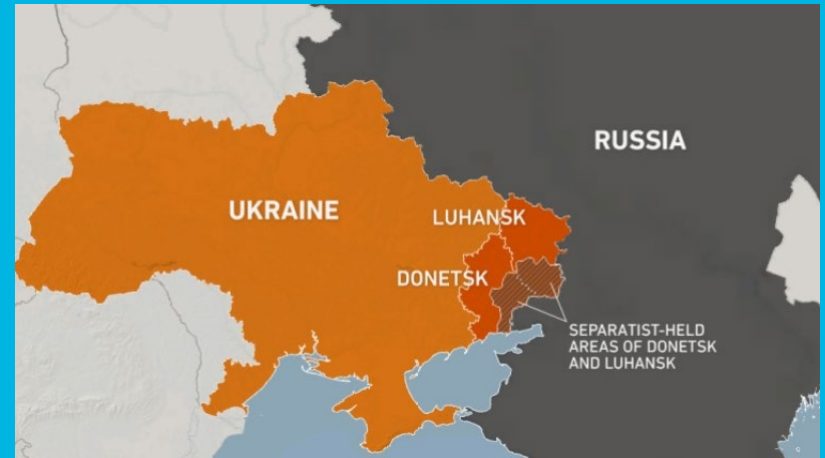 RUSSIA
UKRAINE
LUHANSK
DONETSK
SEPARATIST-HELD
AREAS OF DONETSK
AND LUHANSK